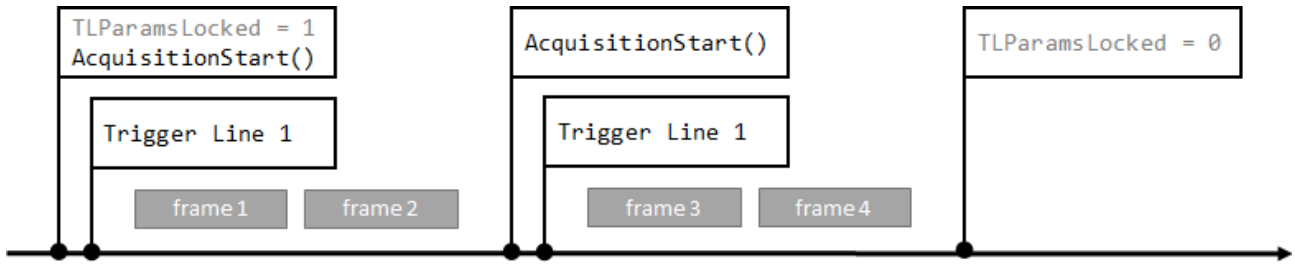 TLParamsLocked = 1
AcquisitionStart()
Trigger Line 1
frame 1
frame 2
AcquisitionStart()
Trigger Line 1
frame 3
frame 4
TLParamsLocked = 0